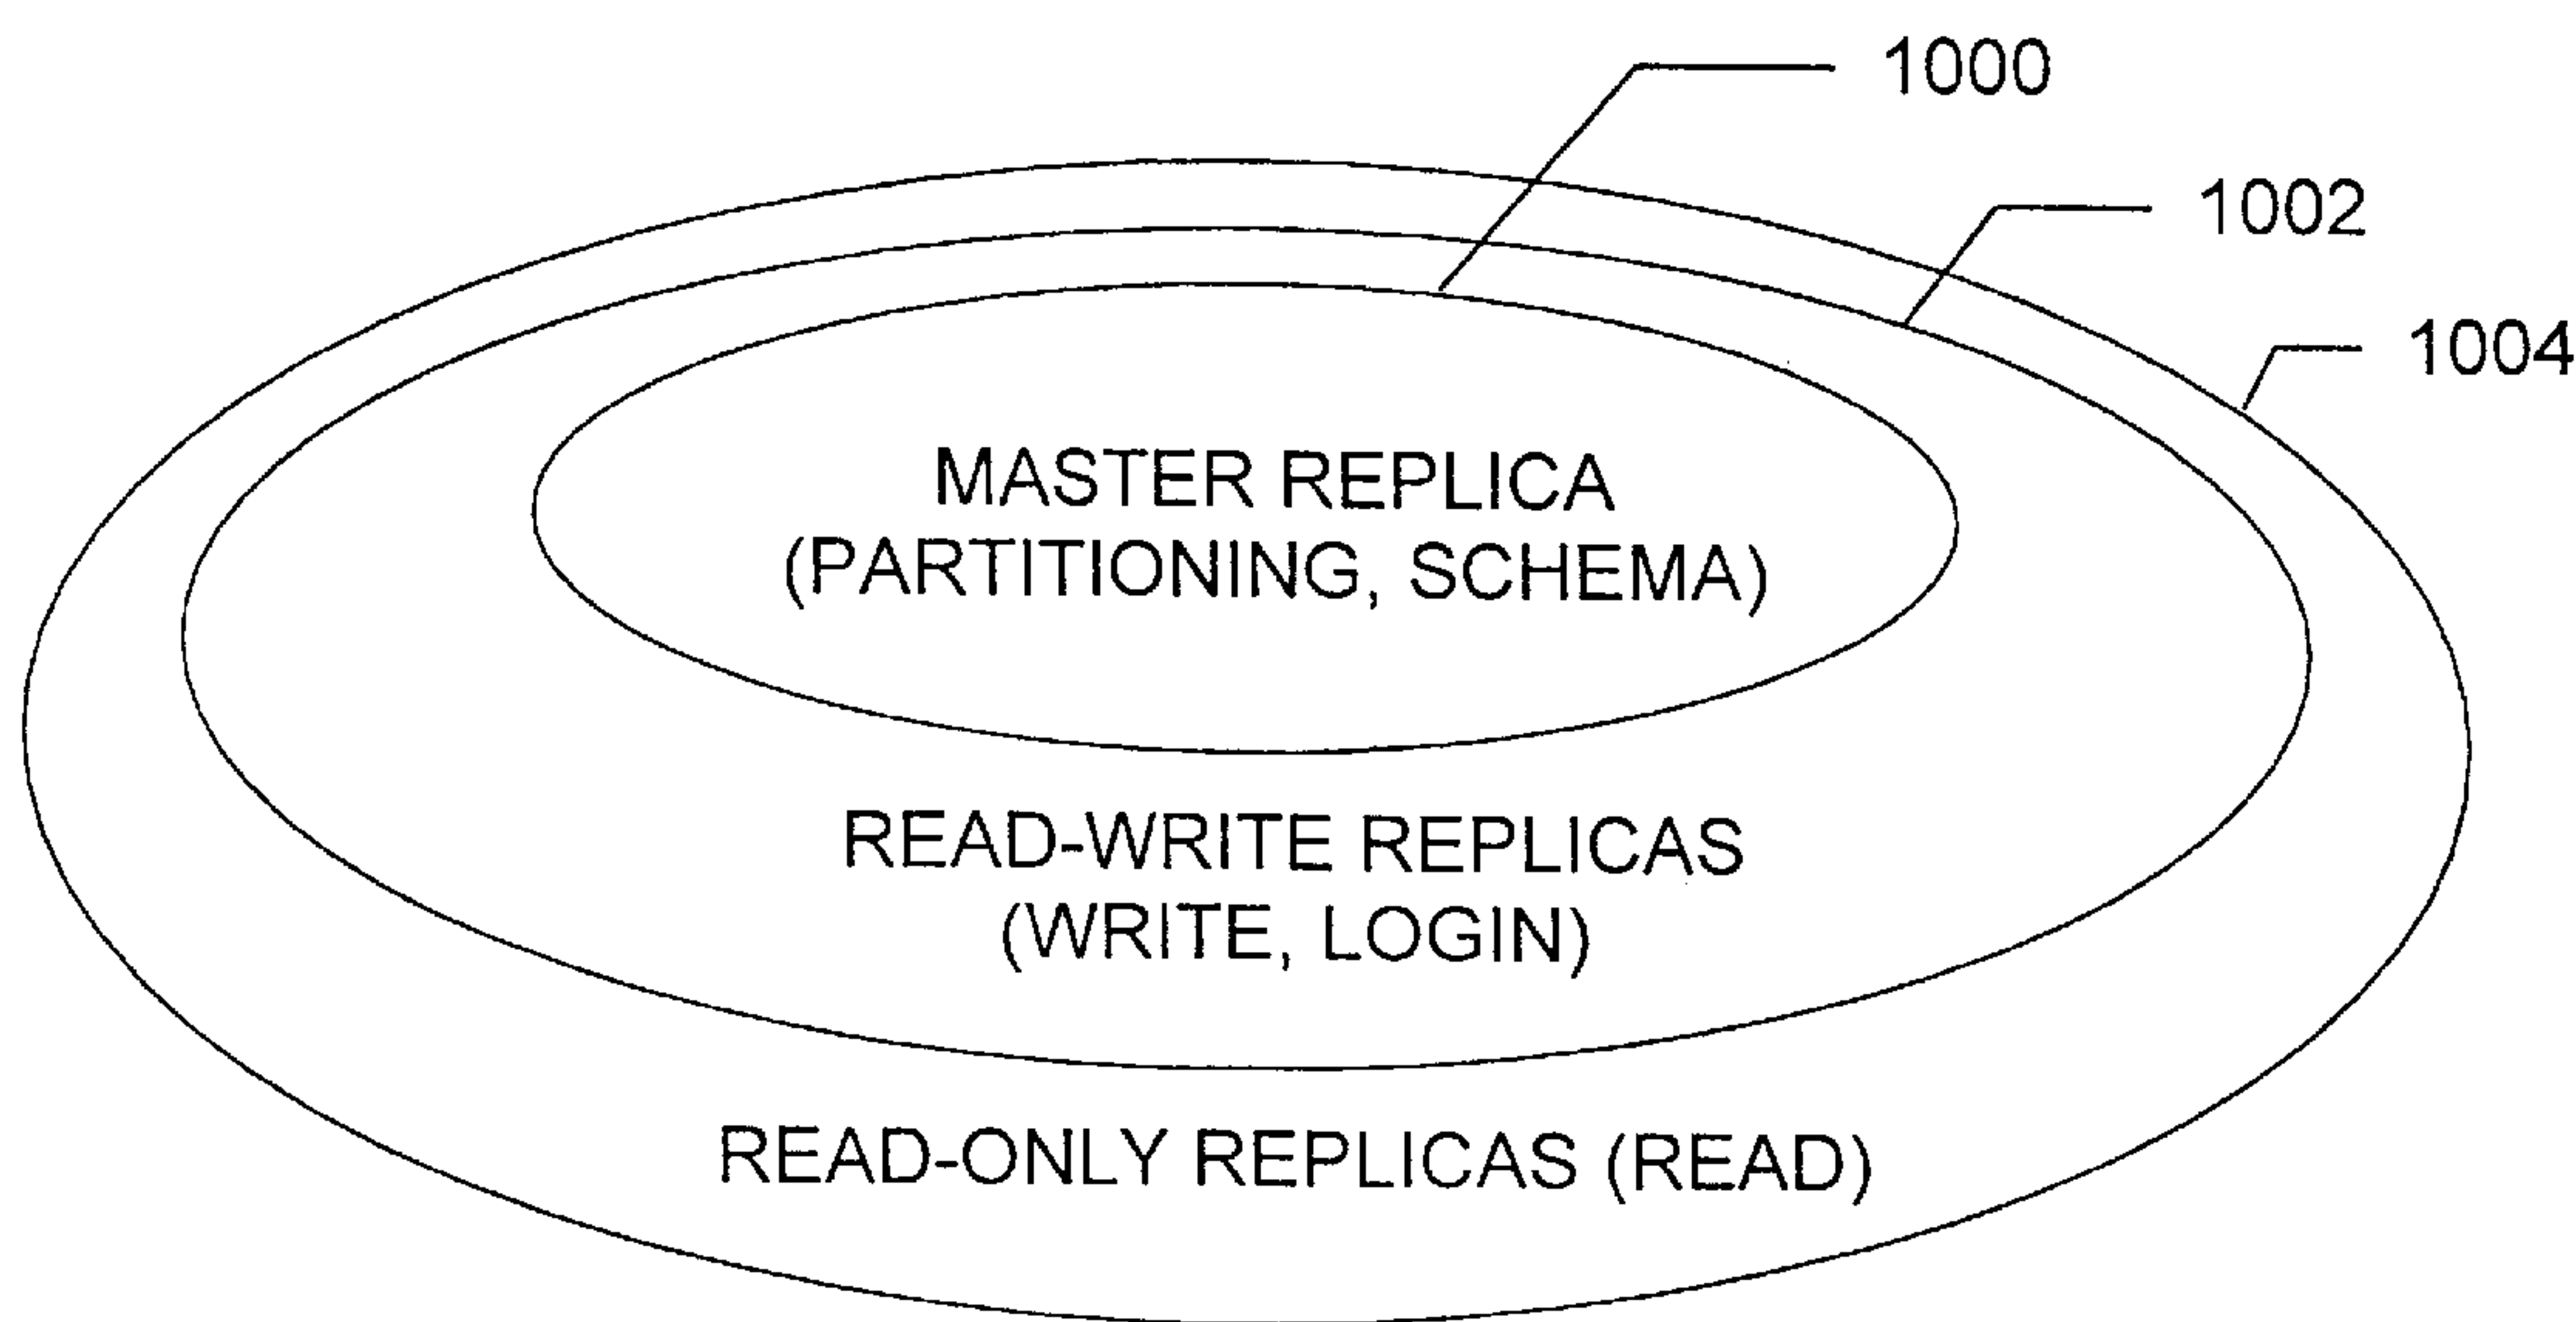 1000
1002
1004
MASTER REPLICA
(PARTITIONING, SCHEMA)
READ-WRITE REPLICAS
(WRITE, LOGIN)
READ-ONLY REPLICAS (READ)